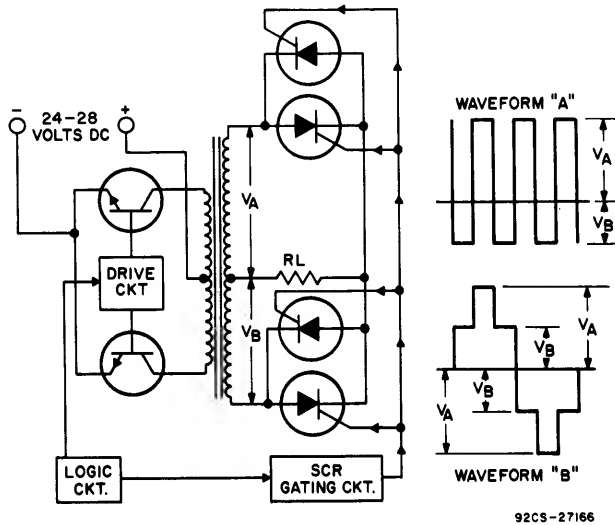 - +
24-28
VOLTS DC
DRIVE
CKT
LOGIC
CKT.
SCR
GATING CKT.
VA
RL
VB
WAVEFORM "A"
VA
VB
VA
VB
VB
VA
WAVEFORM "B"
92CS-27166